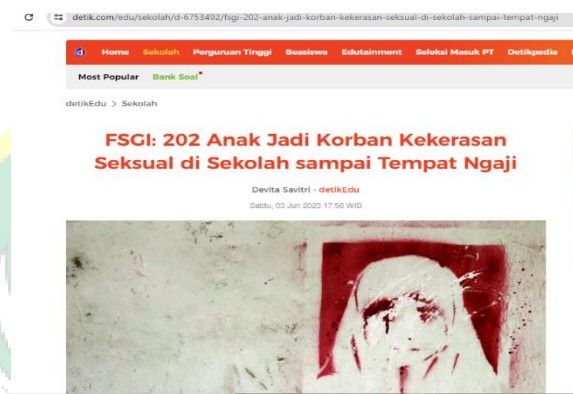 detik.com/edu/sekolah/d-6753492/fsgi-202-anak-jadi-korban-kekerasan-seksual-di-sekolah-sampai-tempat-ngaji
d Home Sekolah Perguruan Tinggi Beasiswa Edutainment Seleksi Masuk PT Detikpedia
Most Popular Bank Soal
detikEdu > Sekolah
FSGI: 202 Anak Jadi Korban Kekerasan
Seksual di Sekolah sampai Tempat Ngaji
Devita Savitri - detikEdu
Sabtu, 03 Jun 2023 17:58 WIB